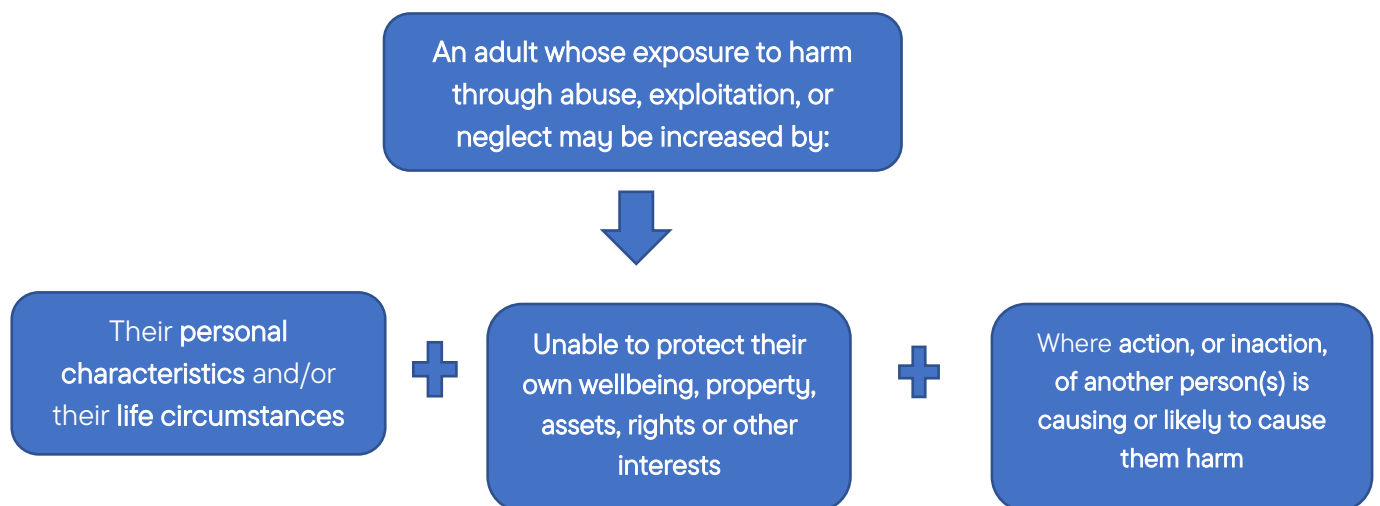 An adult whose exposure to harm
through abuse, exploitation, or
neglect may be increased by:
Their personal
characteristics and/or
their life circumstances
Unable to protect their
own wellbeing, property,
assets, rights or other
interests
Where action, or inaction,
of another person(s) is
causing or likely to cause
them harm